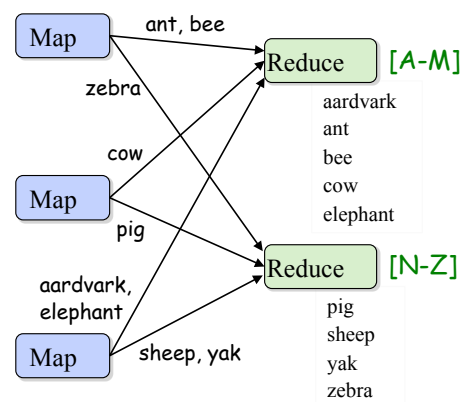 ant, bee
Map
Reduce [A-M]
zebra
aardvark
ant
bee
cow
elephant
cow
Map
pig
Reduce [N-Z]
aardvark,
elephant
pig
sheep
yak
zebra
Map
sheep, yak